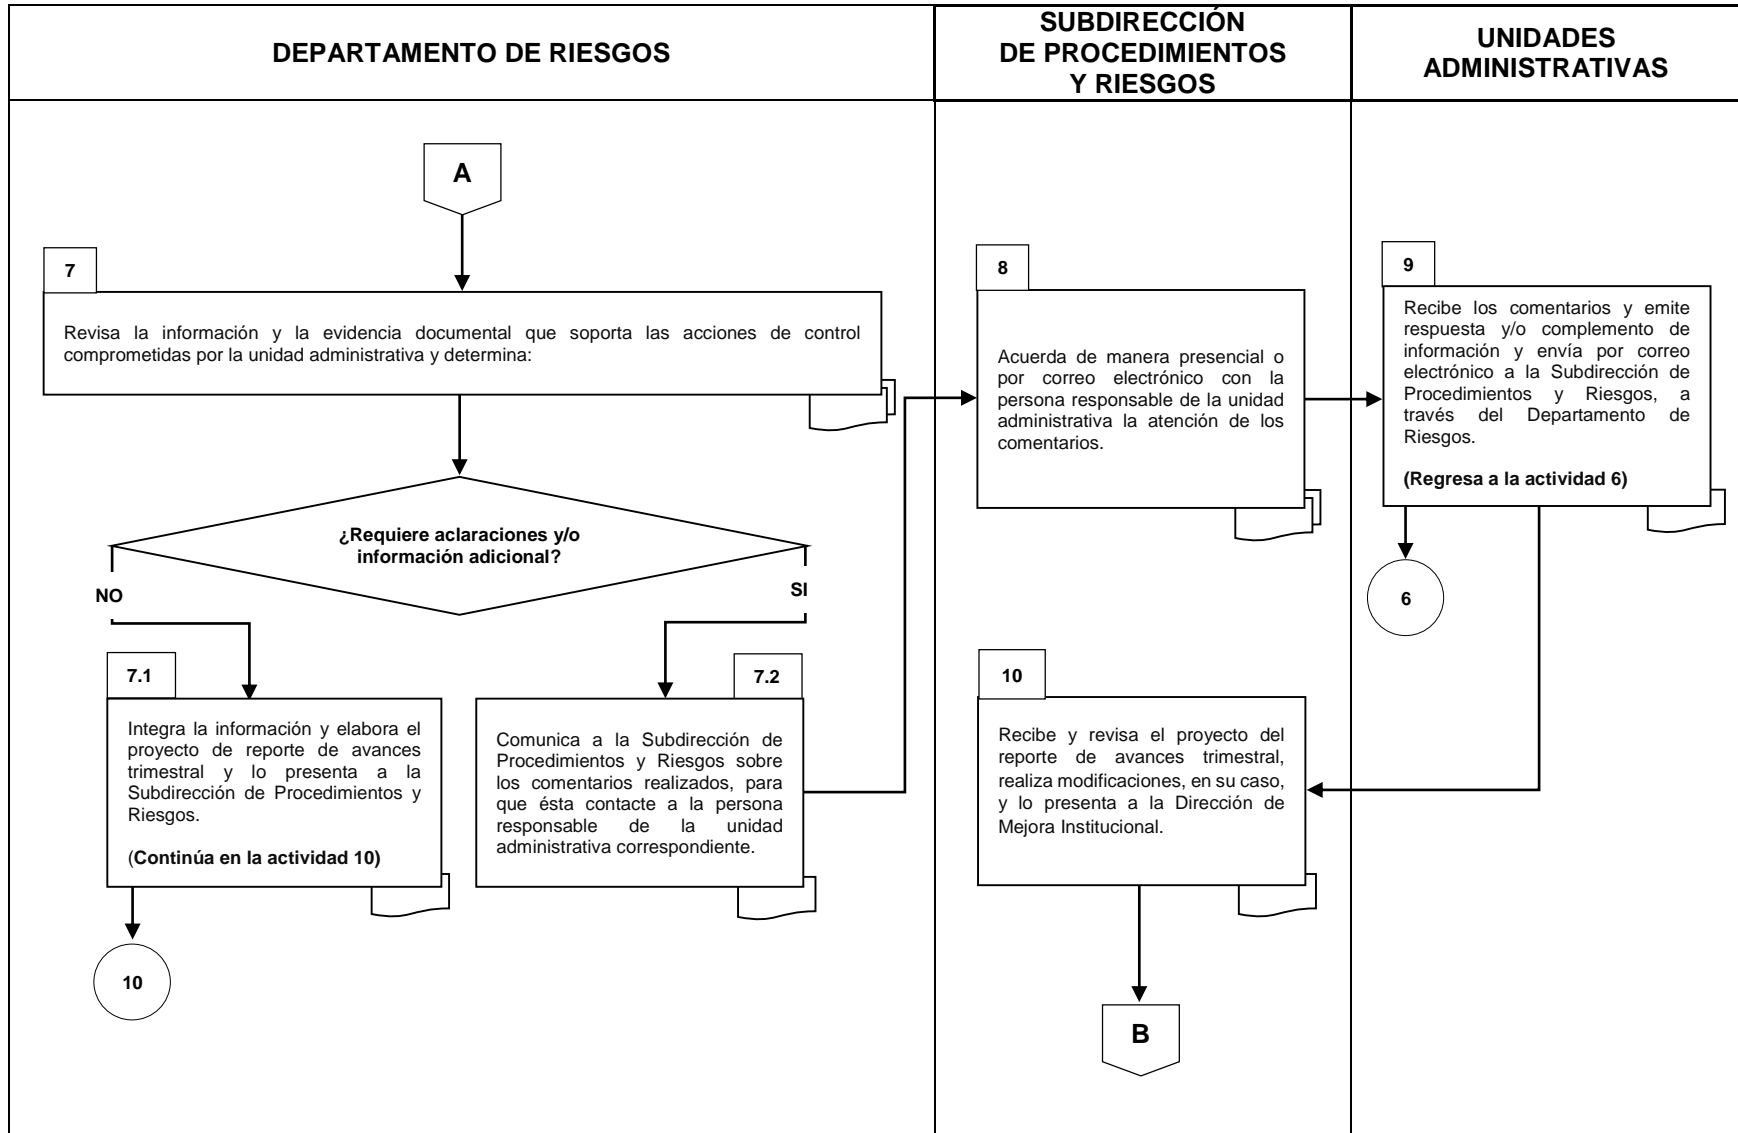 DEPARTAMENTO DE RIESGOS
SUBDIRECCIÓN
DE PROCEDIMIENTOS
Y RIESGOS
UNIDADES
ADMINISTRATIVAS
A
7
Revisa la información y la evidencia documental que soporta las acciones de control
comprometidas por la unidad administrativa y determina:
¿Requiere aclaraciones y/o
información adicional?
NO
SI
7.1
Integra la información y elabora el
proyecto de reporte de avances
trimestral y lo presenta a la
Subdirección de Procedimientos y
Riesgos.
(Continúa en la actividad 10)
10
7.2
Comunica a la Subdirección de
Procedimientos y Riesgos sobre
los comentarios realizados, para
que ésta contacte a la persona
responsable de la unidad
administrativa correspondiente.
8
Acuerda de manera presencial o
por correo electrónico con la
persona responsable de la unidad
administrativa la atención de los
comentarios.
9
Recibe los comentarios y emite
respuesta y/o complemento de
información y envía por correo
electrónico a la Subdirección de
Procedimientos y Riesgos, a
través del Departamento de
Riesgos.
(Regresa a la actividad 6)
6
10
Recibe y revisa el proyecto del
reporte de avances trimestral,
realiza modificaciones, en su caso,
y lo presenta a la Dirección de
Mejora Institucional.
B